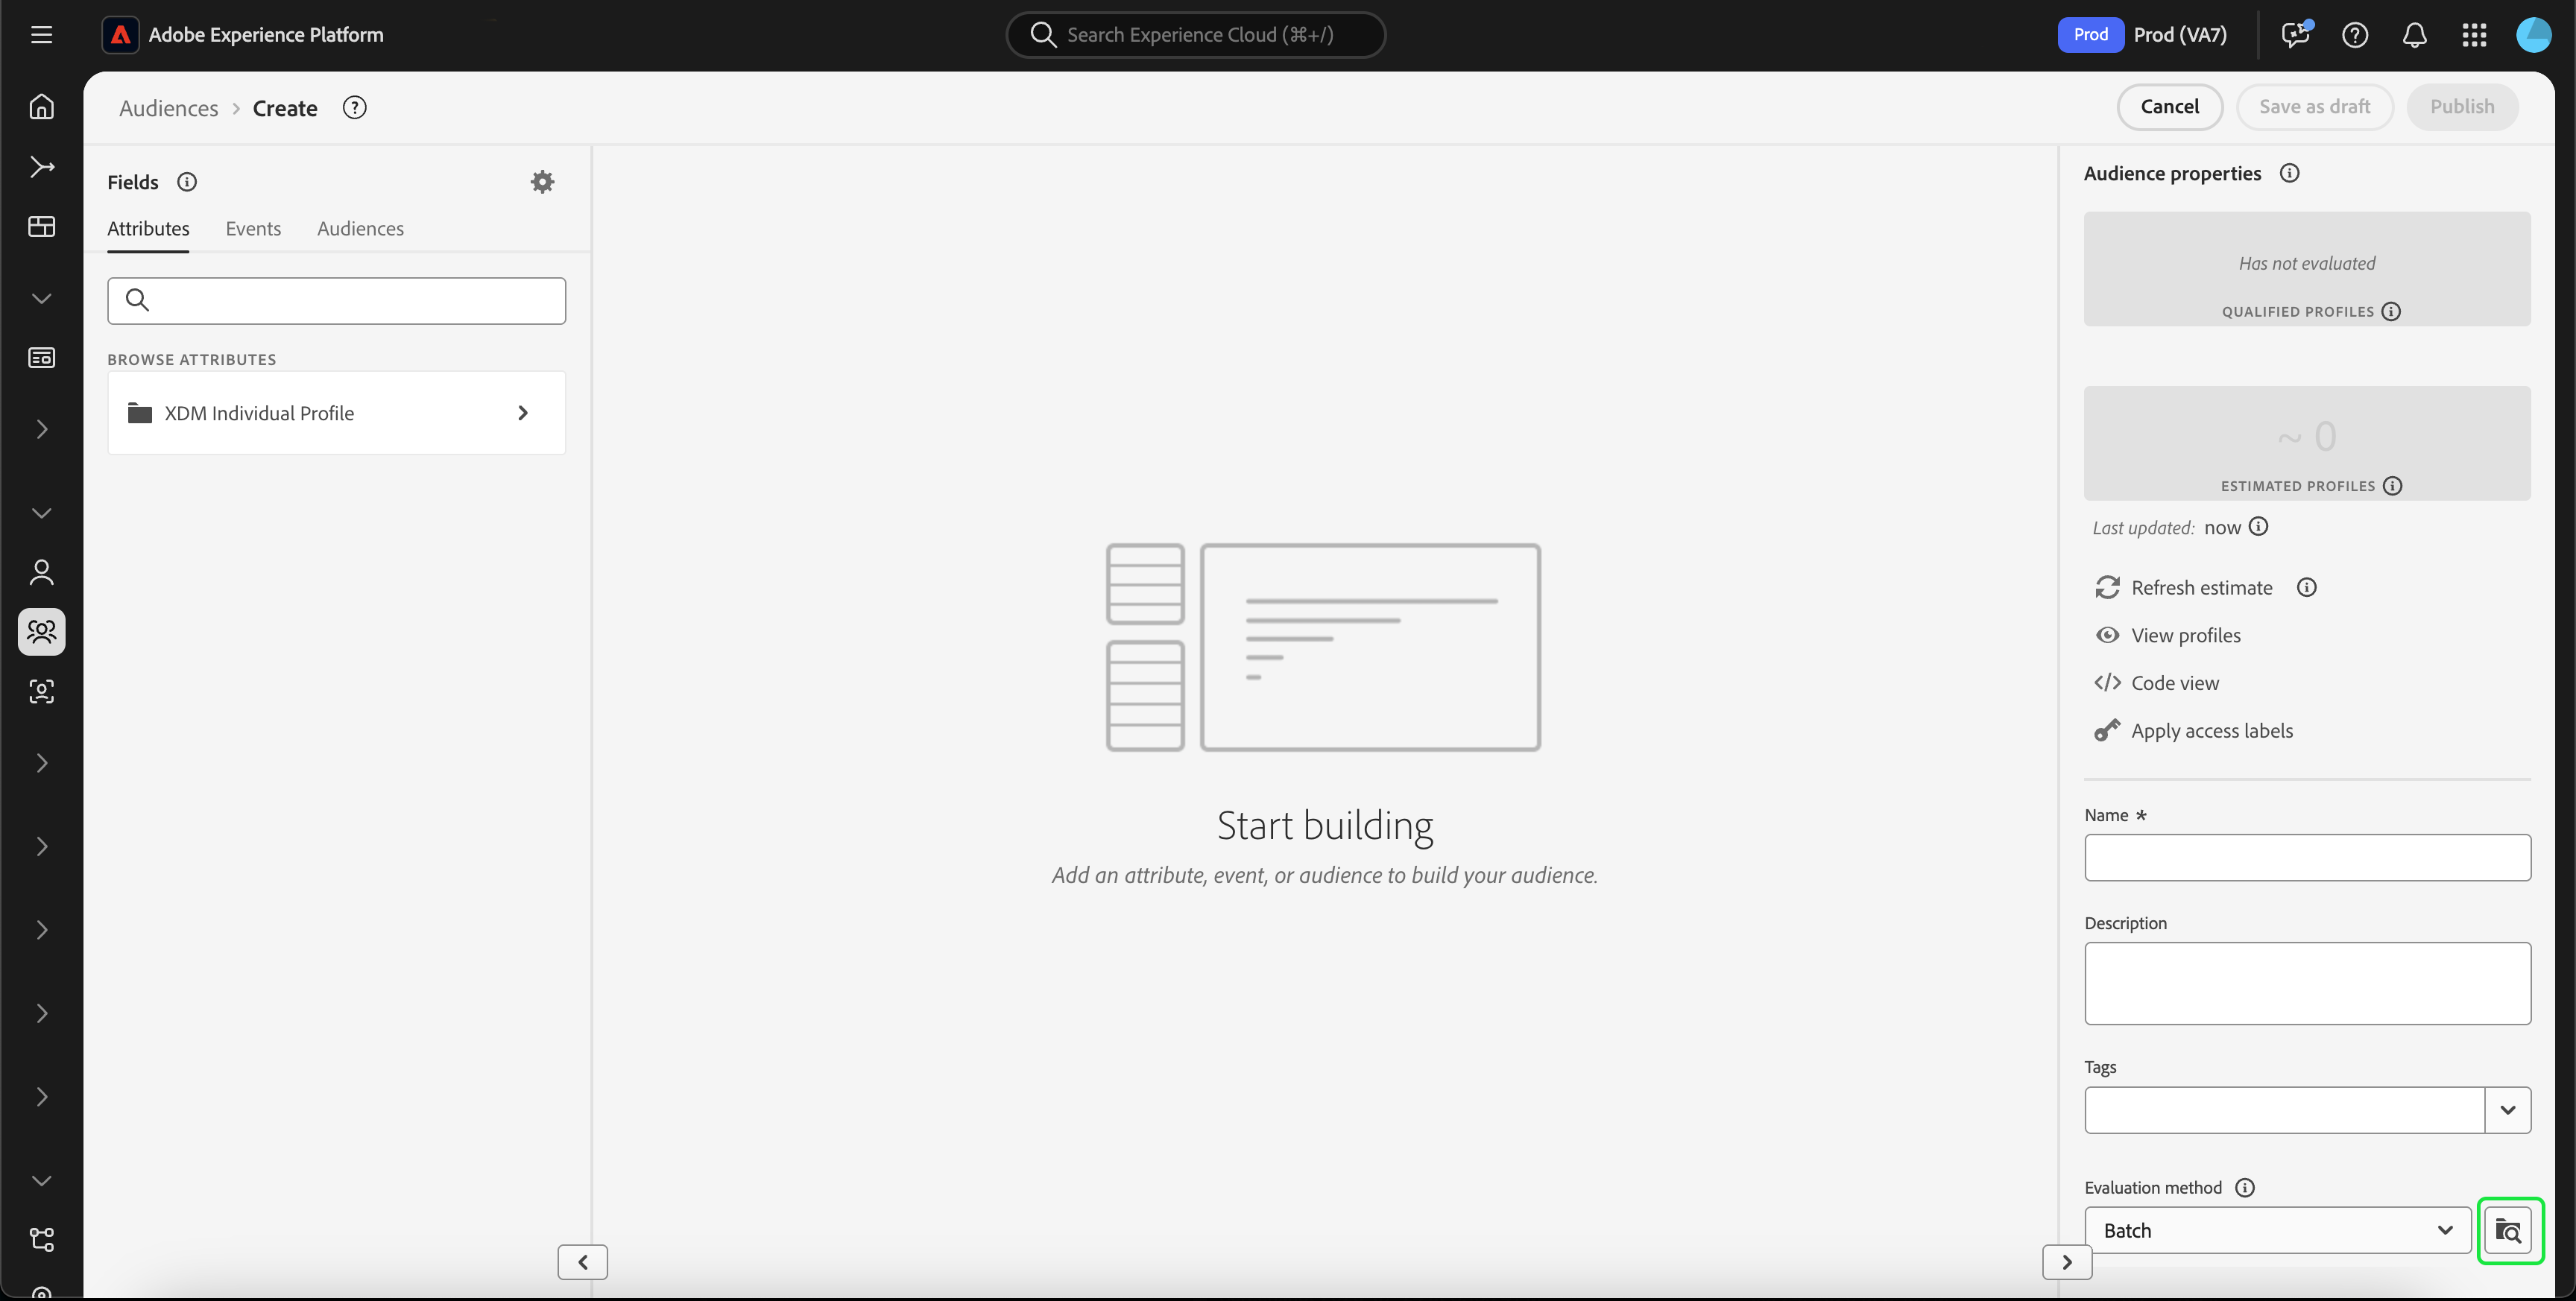 Adobe Experience Platform
Search Experience Cloud (⌘+/)
Prod
Prod (VA7)
Audiences > Create
Cancel
Save as draft
Publish
Fields
Attributes
Events
Audiences
BROWSE ATTRIBUTES
XDM Individual Profile
Start building
Add an attribute, event, or audience to build your audience.
Audience properties
Has not evaluated
QUALIFIED PROFILES
~ 0
ESTIMATED PROFILES
Last updated: now
Refresh estimate
View profiles
</> Code view
Apply access labels
Name *
Description
Tags
Evaluation method
Batch